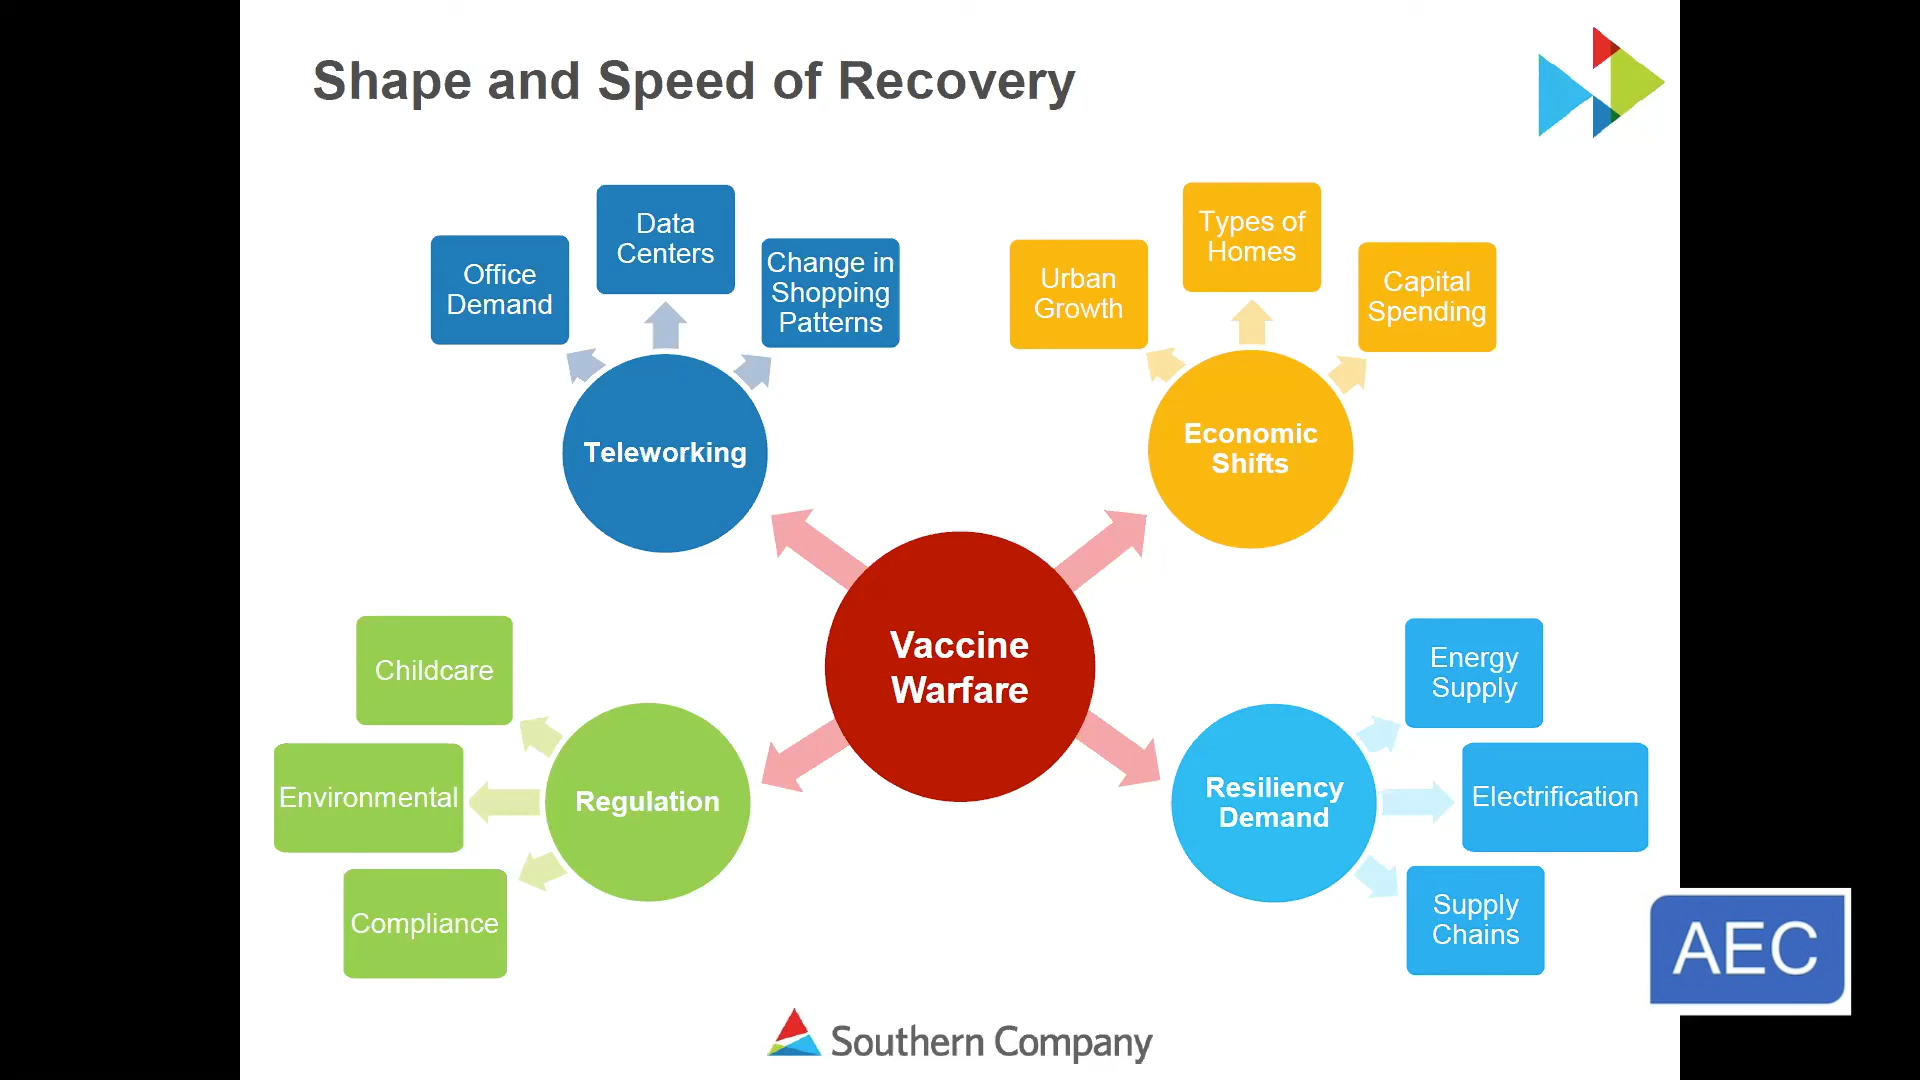 Shape and Speed of Recovery
Office
Demand
Data
Centers
Change in
Shopping
Patterns
Teleworking
Urban
Growth
Types of
Homes
Capital
Spending
Economic
Shifts
Vaccine
Warfare
Childcare
Environmental
Compliance
Regulation
Resiliency
Demand
Energy
Supply
Electrification
Supply
Chains
AEC
Southern Company